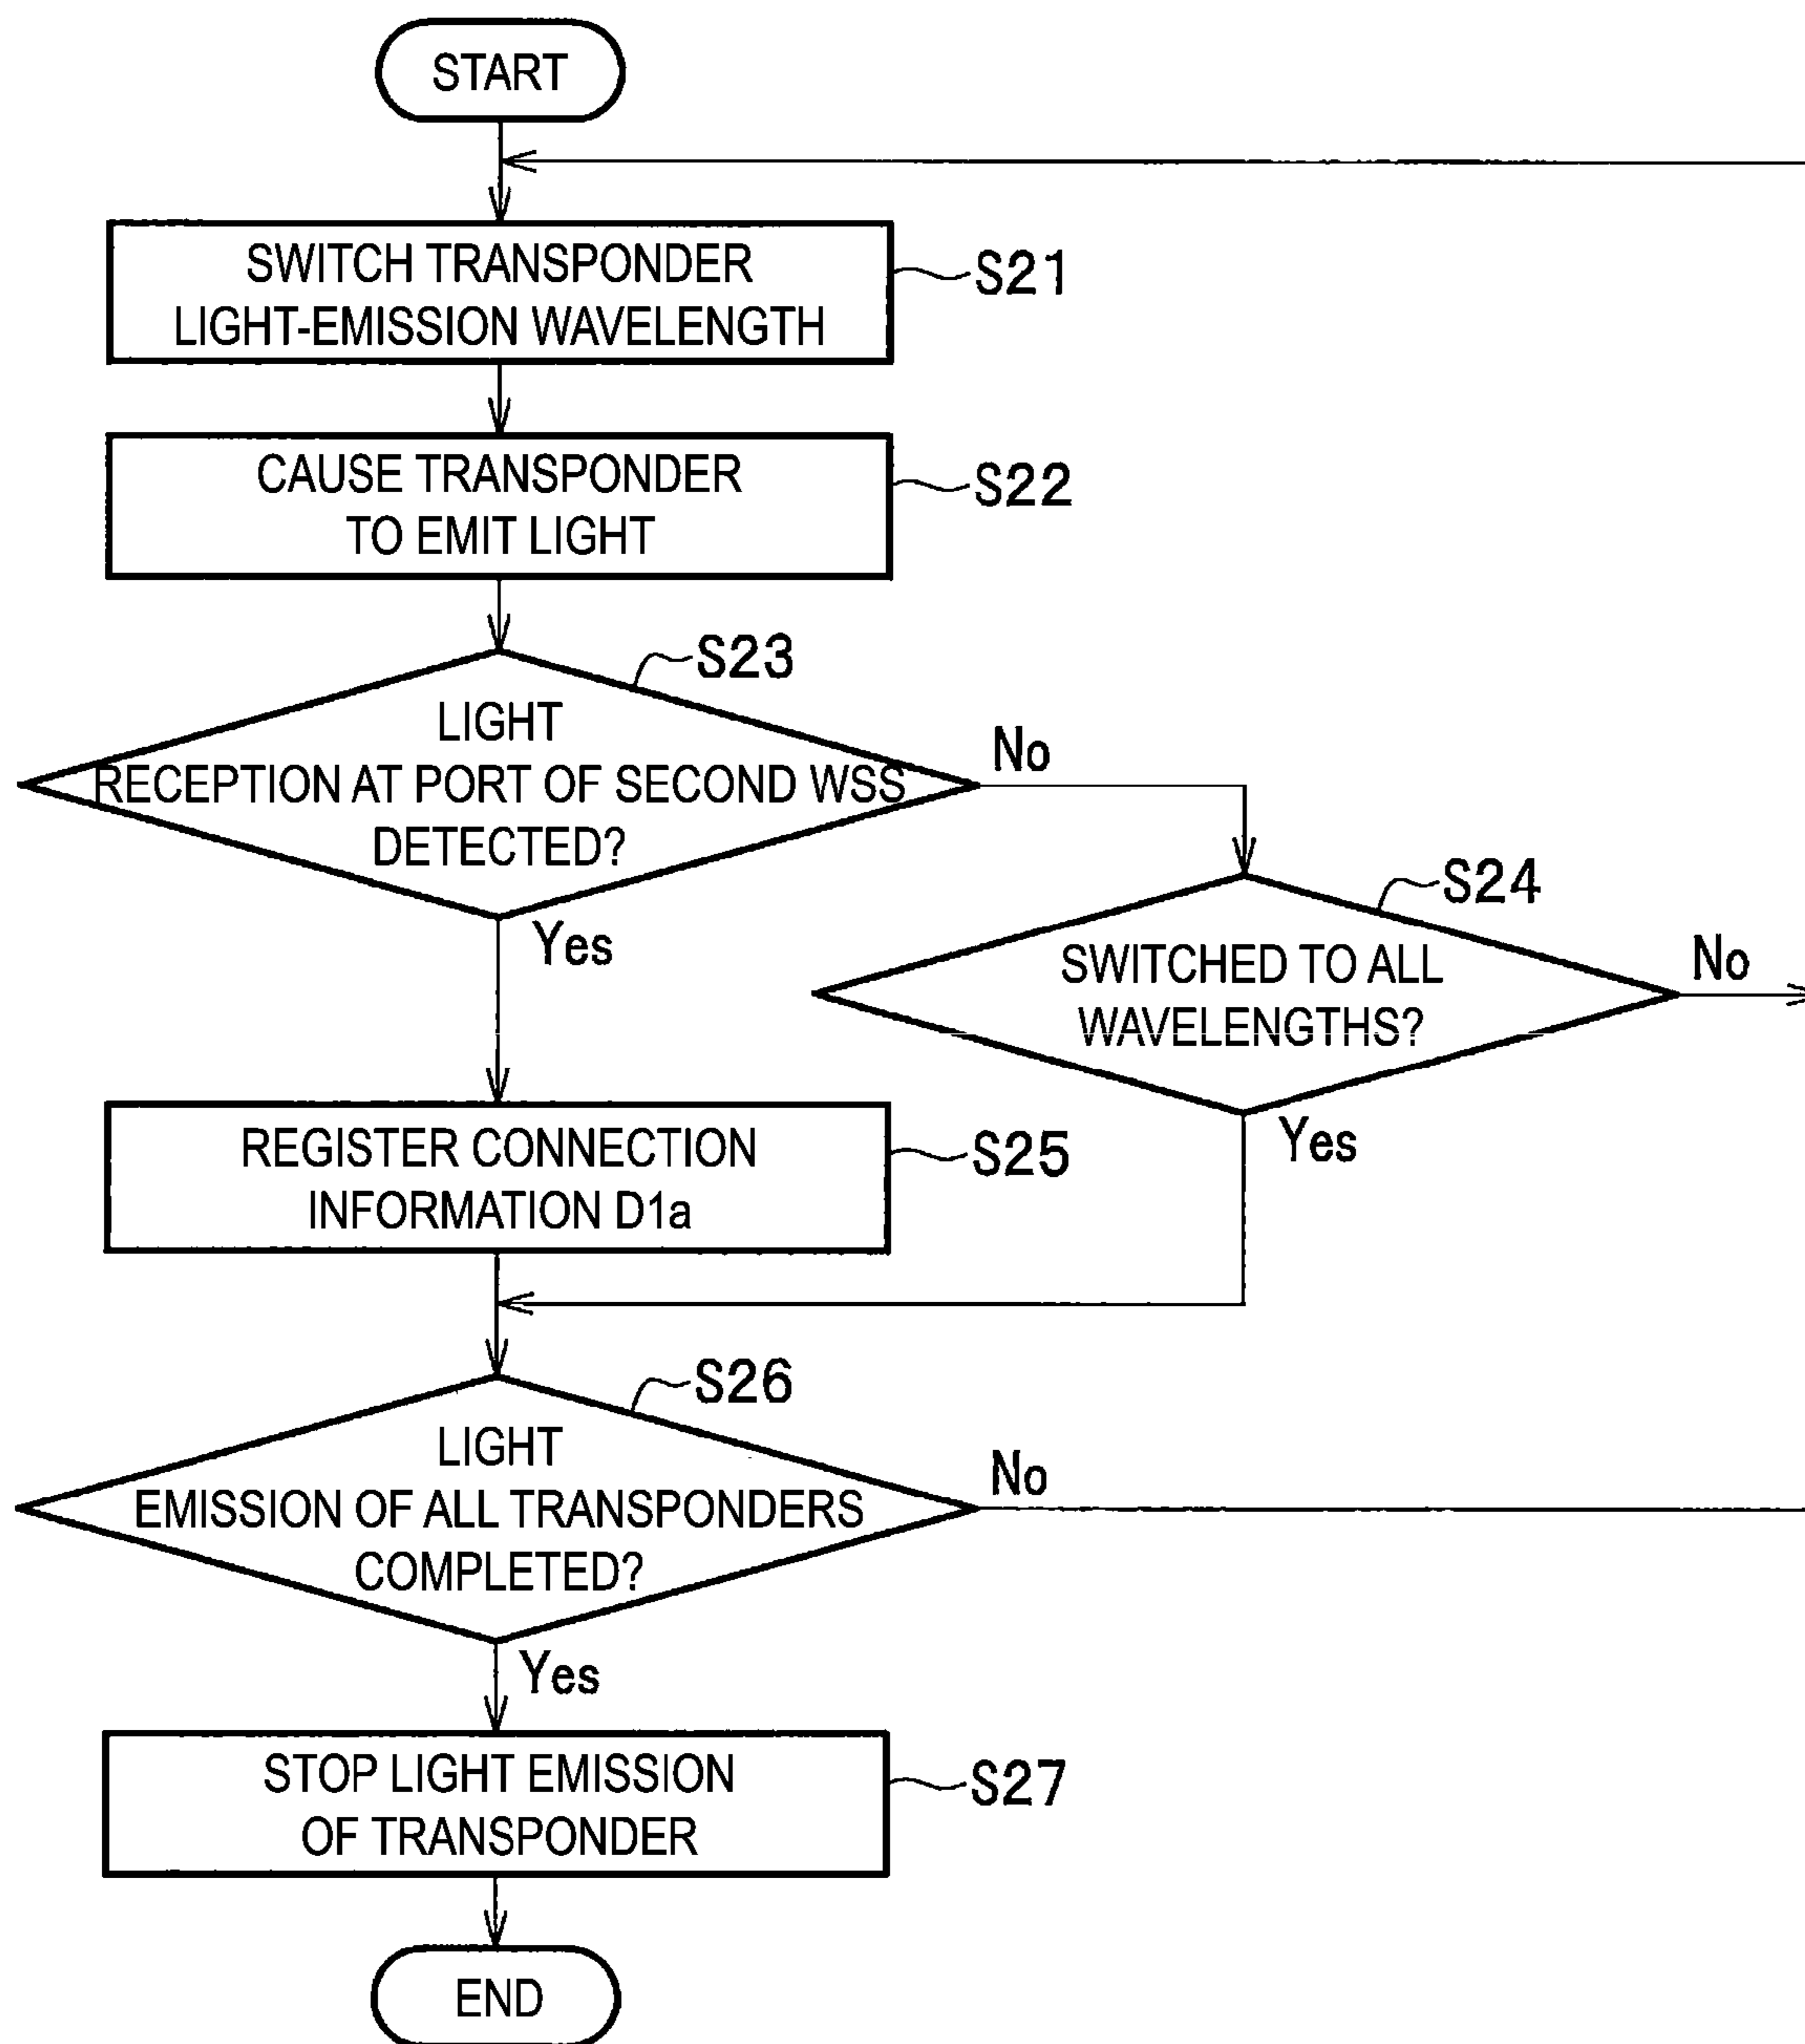 START
SWITCH TRANSPONDER
LIGHT-EMISSION WAVELENGTH
S21
CAUSE TRANSPONDER
TO EMIT LIGHT
S22
S23
LIGHT
RECEPTION AT PORT OF SECOND WSS
DETECTED?
No
Yes
S24
SWITCHED TO ALL
WAVELENGTHS?
No
Yes
REGISTER CONNECTION
INFORMATION D1a
S25
S26
LIGHT
EMISSION OF ALL TRANSPONDERS
COMPLETED?
No
Yes
STOP LIGHT EMISSION
OF TRANSPONDER
S27
END